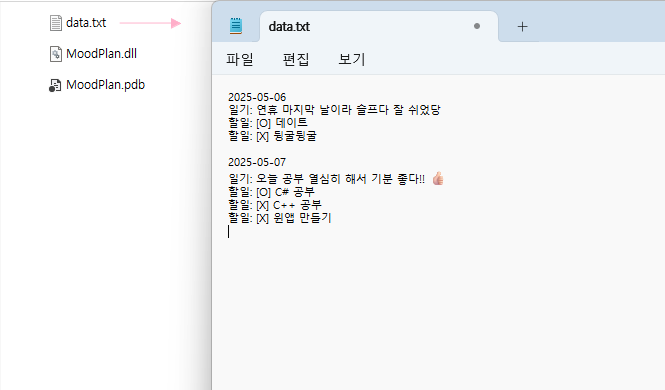 data.txt
MoodPlan.dll
MoodPlan.pdb
data.txt
파일 편집 보기
2025-05-06
일기: 연휴 마지막 날이라 슬프다 잘 쉬었당
할일: [O] 데이트
할일: [X] 뒹굴뒹굴
2025-05-07
일기: 오늘 공부 열심히 해서 기분 좋다!! 👍🏻
할일: [O] C# 공부
할일: [X] C++ 공부
할일: [X] 윈앱 만들기